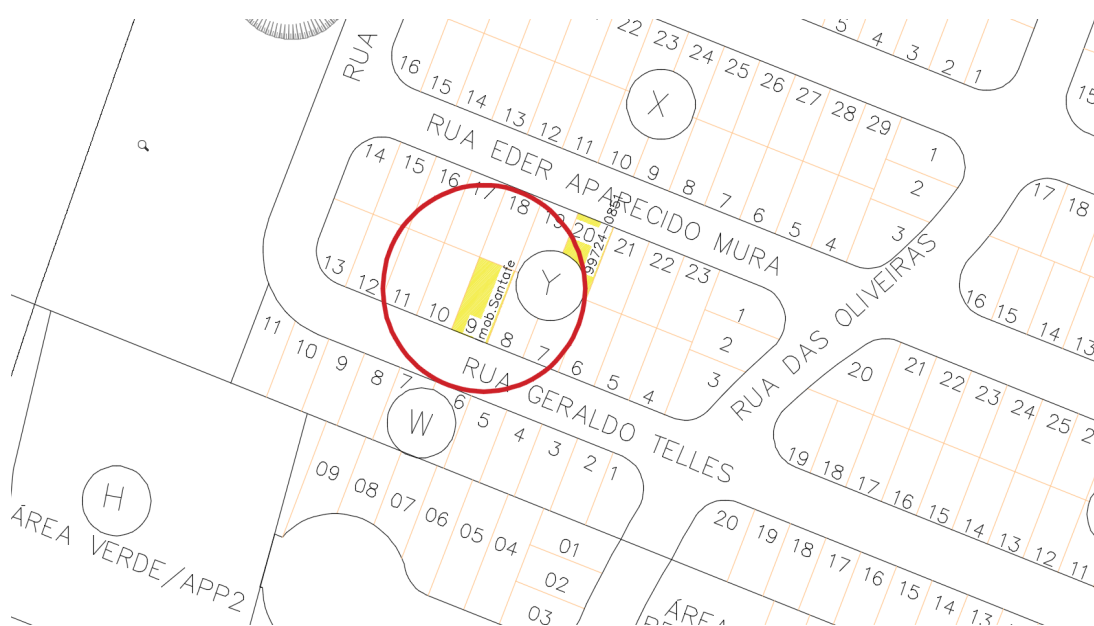 22 23 24 25 26 27 28 29
5 4 3 2 1
RUA
16 15 14 13 12 11 10 9 8 7 6 5 4
X
1
2
3
15
RUA EDER APARECIDO MURA
14 15 16 17 18 19 20 21 22 23
99724-0851
17 18
16 15 14 13
Y
mob.Santafe
13 12 11 10 9 8 7 6 5 4
1
2
3
RUA DAS OLIVEIRAS
RUA GERALDO TELLES
11 10 9 8 7 6 5 4 3 2 1
W
20 21 22 23 24 25
19 18 17 16 15 14 13 12 11
H
ÁREA VERDE/APP2
09 08 07 06 05 04
01
02
03
20 19 18 17 16 15 14 13
ÁREA